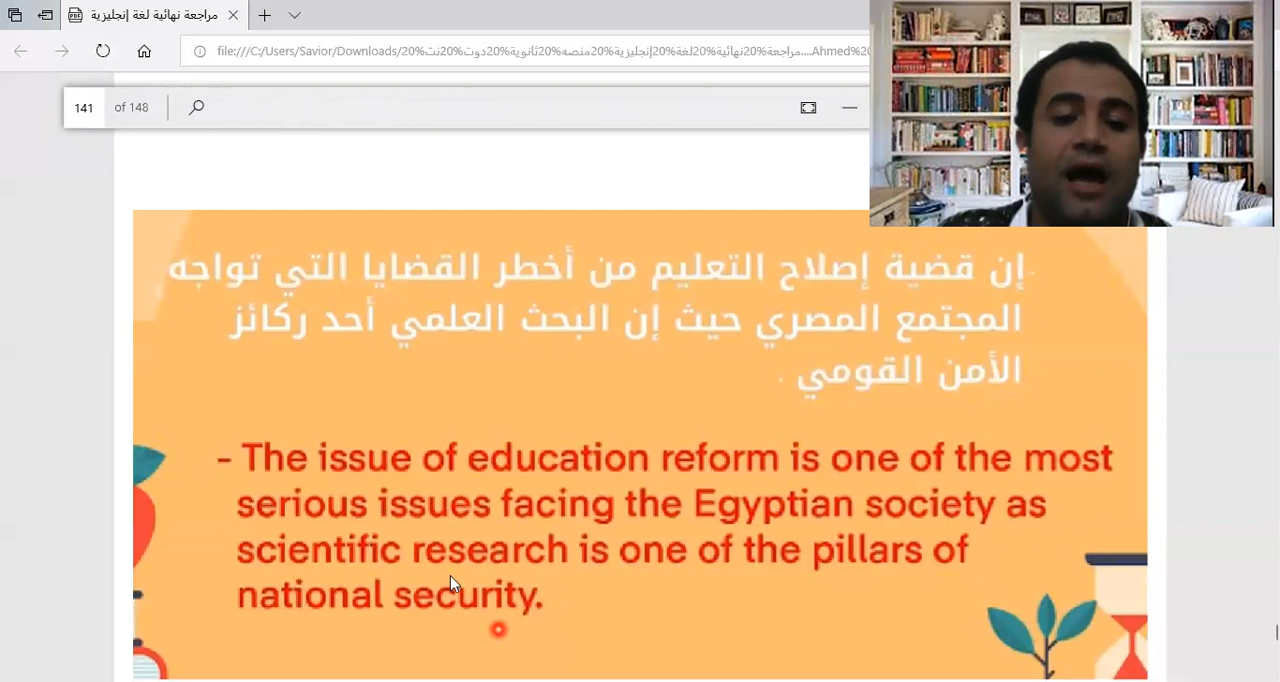 مراجعة نهائية لغة إنجليزية
file:///C:/Users/Savior/Downloads/مراجعة%20نهائية%20لغة%20إنجليزية%20منصه%20ثانوية%20دوت%20نت%20....Ahmed%20
141 of 148
إن قضية إصلاح التعليم من أخطر القضايا التي تواجه
المجتمع المصري حيث إن البحث العلمي أحد ركائز
الأمن القومي .
- The issue of education reform is one of the most
serious issues facing the Egyptian society as
scientific research is one of the pillars of
national security.